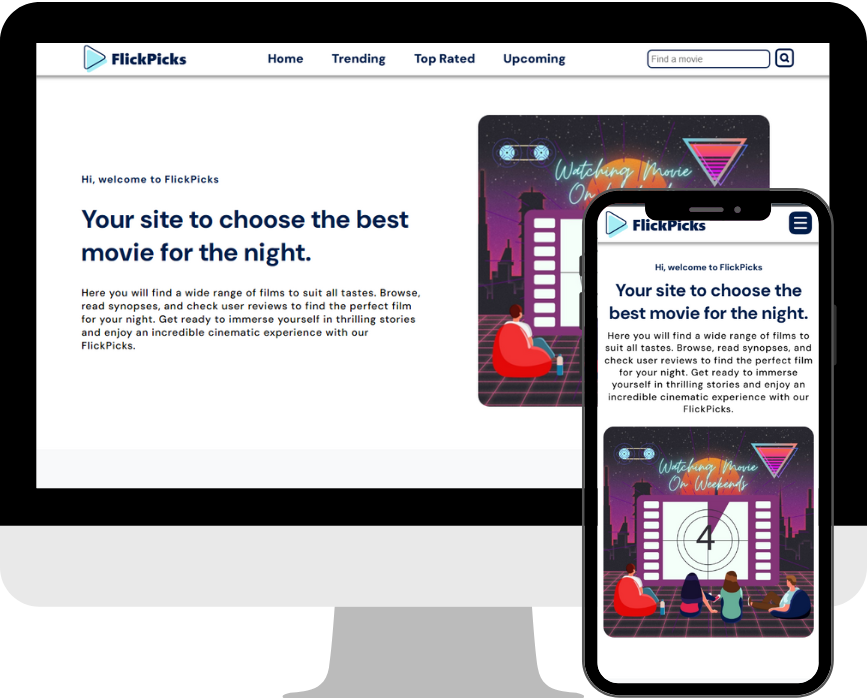 FlickPicks
Home
Trending
Top Rated
Upcoming
Find a movie
Hi, welcome to FlickPicks
Your site to choose the best
movie for the night.
Here you will find a wide range of films to suit all tastes. Browse,
read synopses, and check user reviews to find the perfect film
for your night. Get ready to immerse yourself in thrilling stories
and enjoy an incredible cinematic experience with our
FlickPicks.
Watching Movie
On
FlickPicks
Hi, welcome to FlickPicks
Your site to choose the
best movie for the night.
Here you will find a wide range of films to
suit all tastes. Browse, read synopses, and
check user reviews to find the perfect film
for your night. Get ready to immerse
yourself in thrilling stories and enjoy an
incredible cinematic experience with our
FlickPicks.
Watching Movie
On Weekends
4